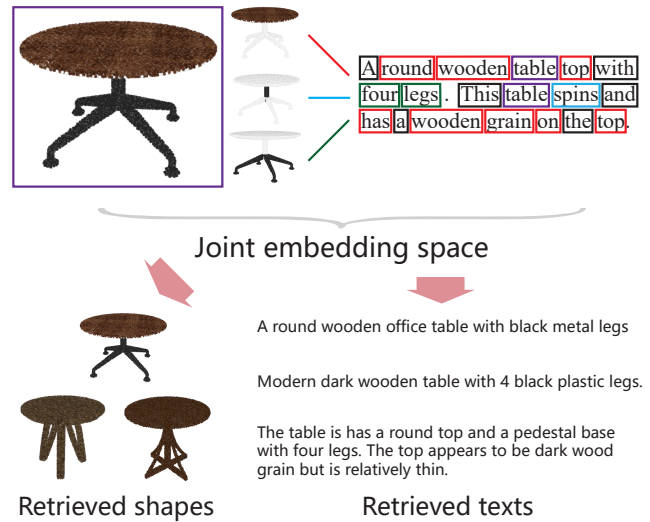 A round wooden table top with
four legs . This table spins and
has a wooden grain on the top.
Joint embedding space
A round wooden office table with black metal legs
Modern dark wooden table with 4 black plastic legs.
The table is has a round top and a pedestal base
with four legs. The top appears to be dark wood
grain but is relatively thin.
Retrieved shapes
Retrieved texts